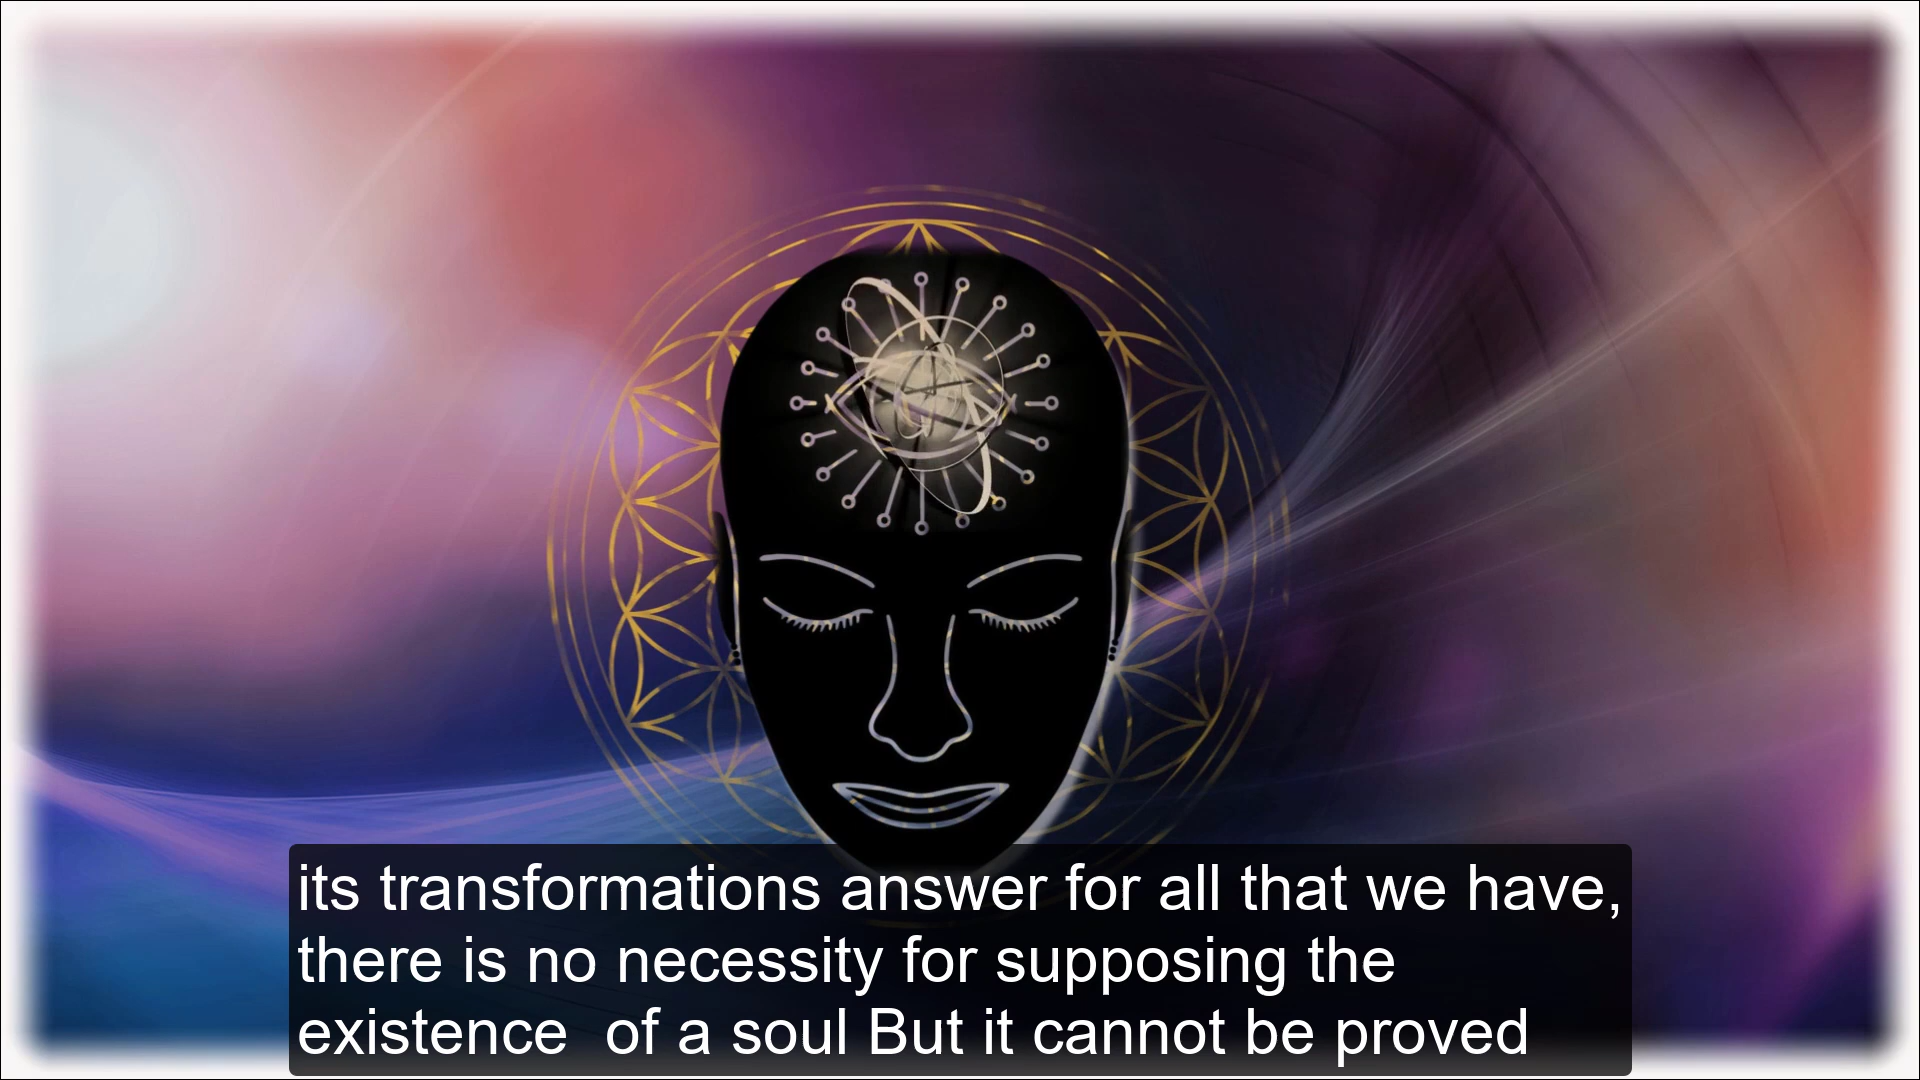 its transformations answer for all that we have,
there is no necessity for supposing the
existence  of a soul But it cannot be proved